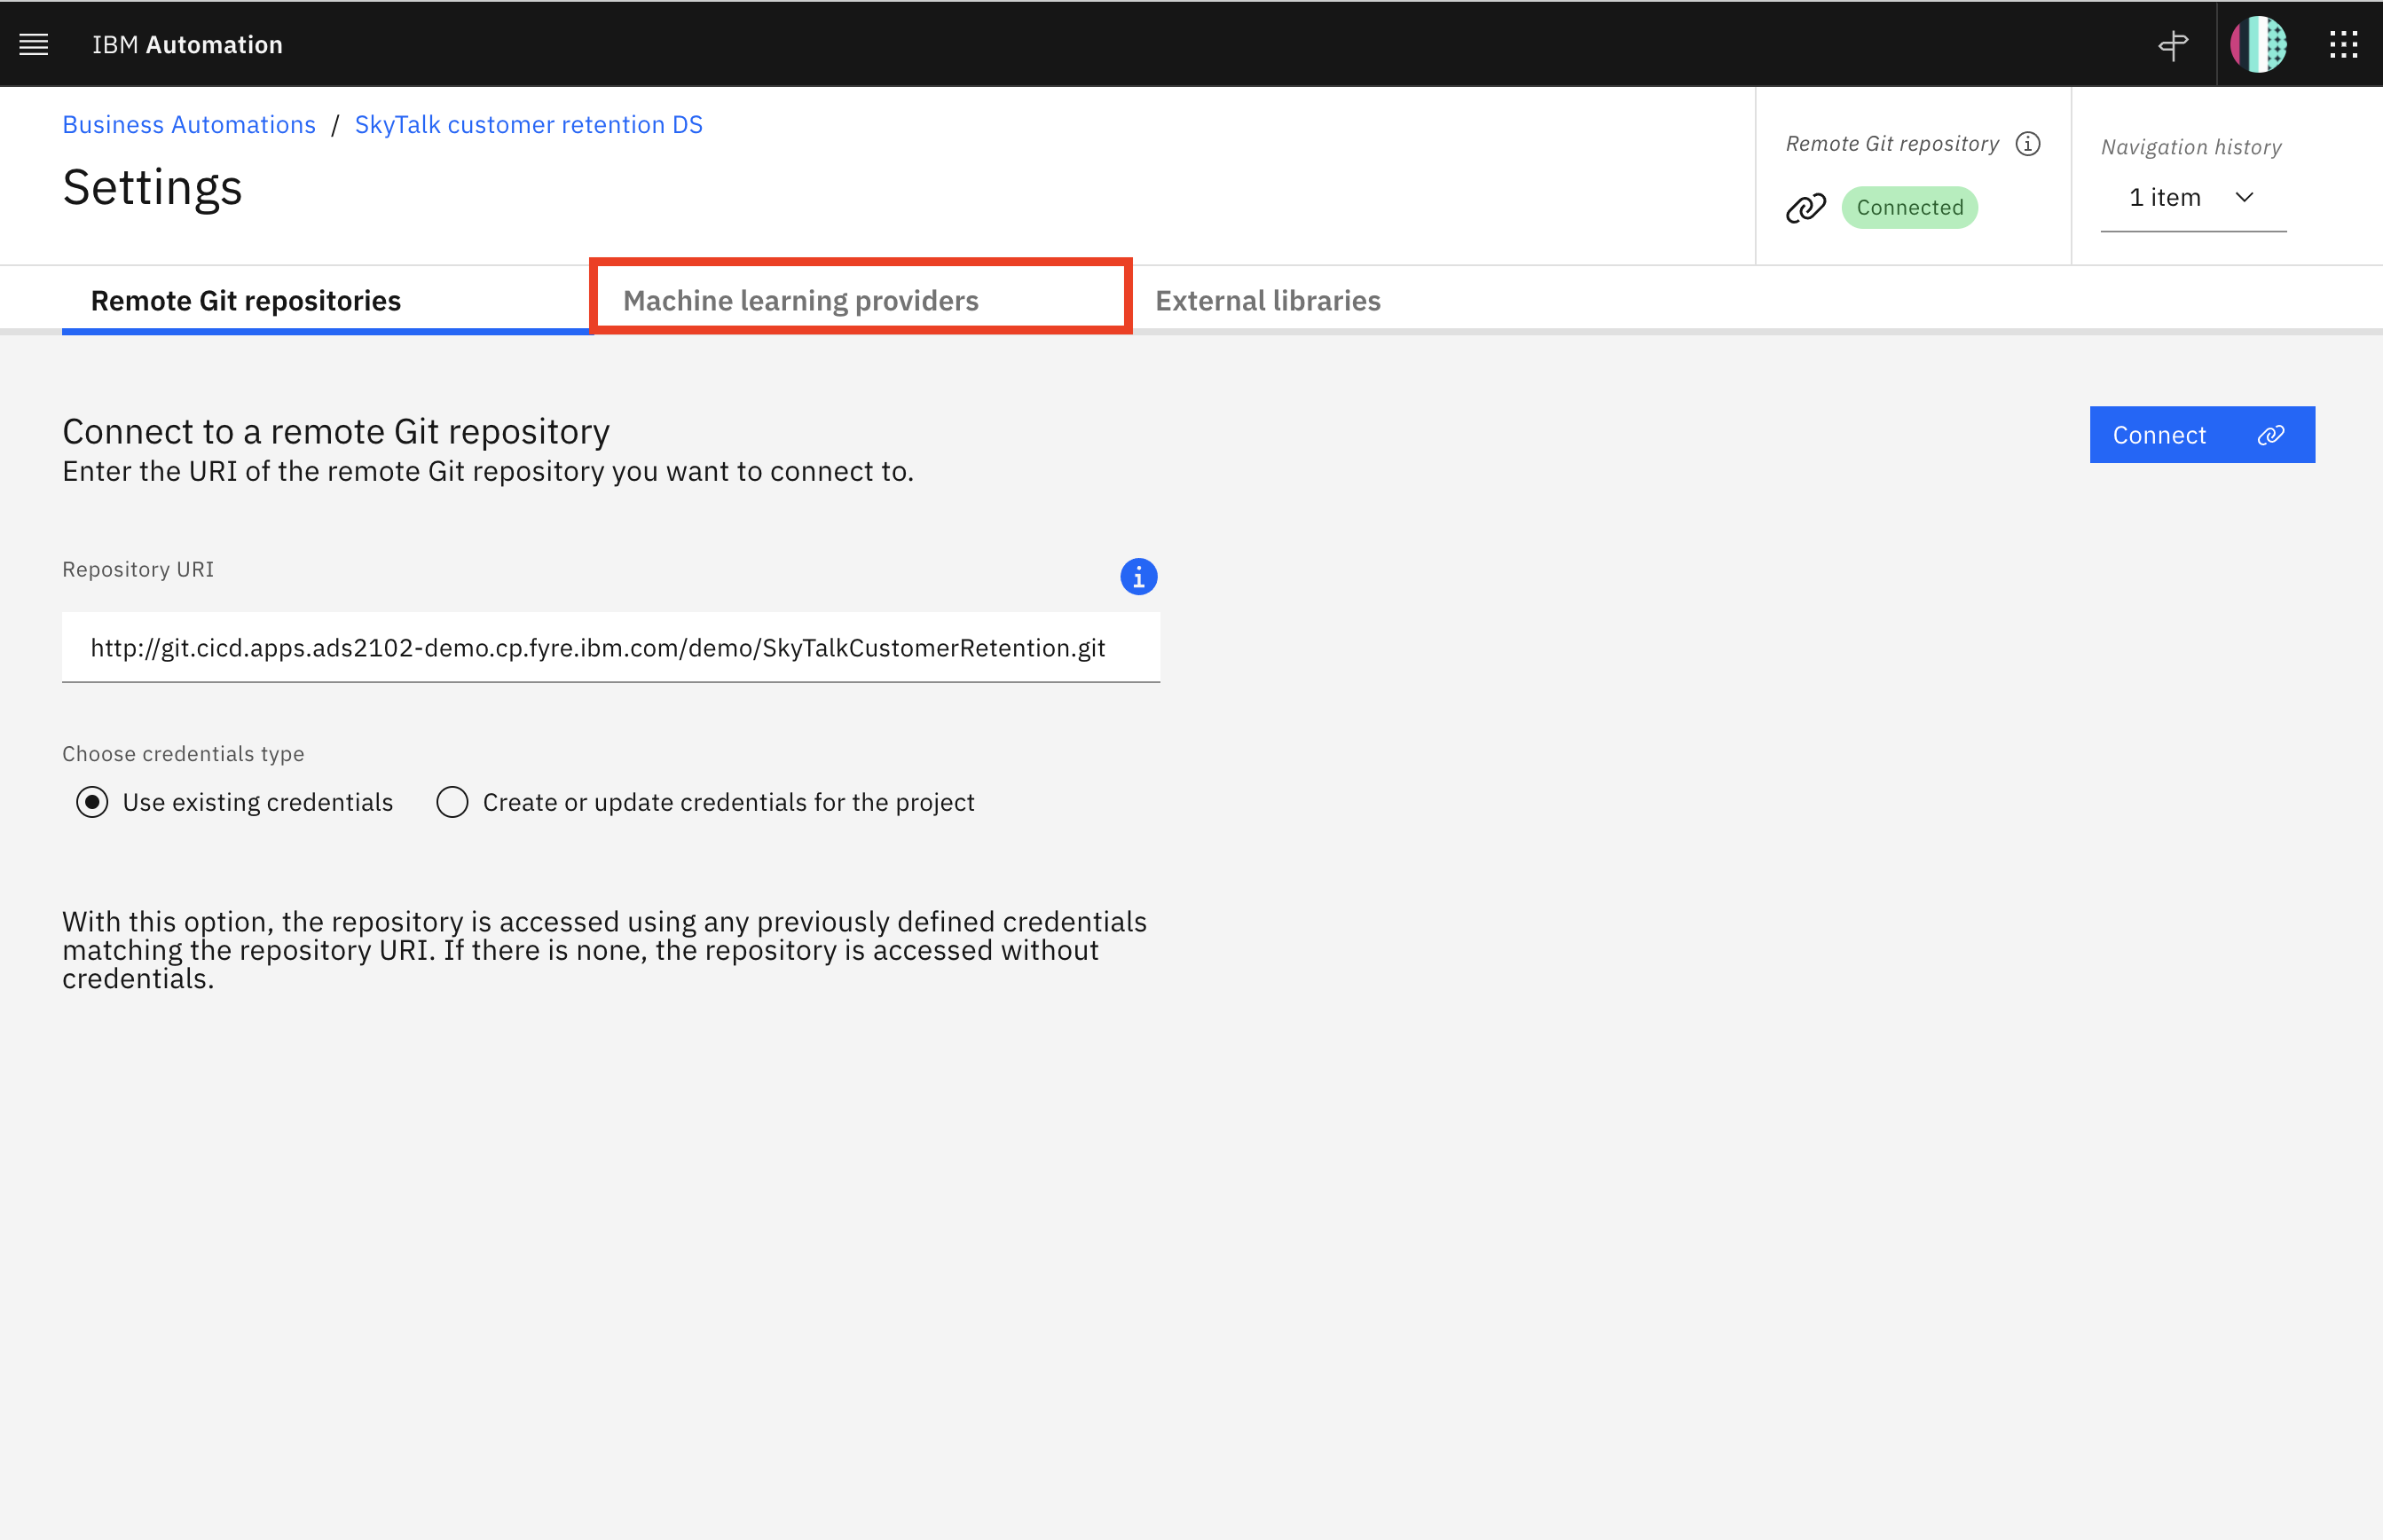 IBM Automation
Business Automations / SkyTalk customer retention DS
Settings
Remote Git repository
Connected
Navigation history
1 item
Remote Git repositories
Machine learning providers
External libraries
Connect to a remote Git repository
Enter the URI of the remote Git repository you want to connect to.
Connect
Repository URI
http://git.cicd.apps.ads2102-demo.cp.fyre.ibm.com/demo/SkyTalkCustomerRetention.git
Choose credentials type
Use existing credentials
Create or update credentials for the project
With this option, the repository is accessed using any previously defined credentials
matching the repository URI. If there is none, the repository is accessed without
credentials.